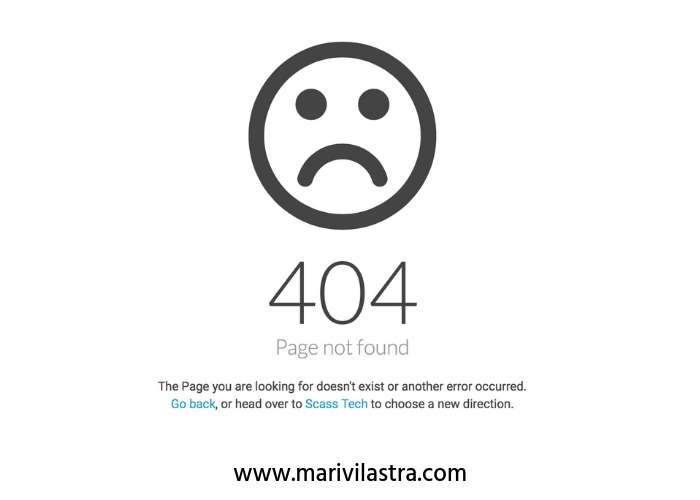 404
Page not found
The Page you are looking for doesn't exist or another error occurred.
Go back, or head over to Scass Tech to choose a new direction.
www.marivilastra.com